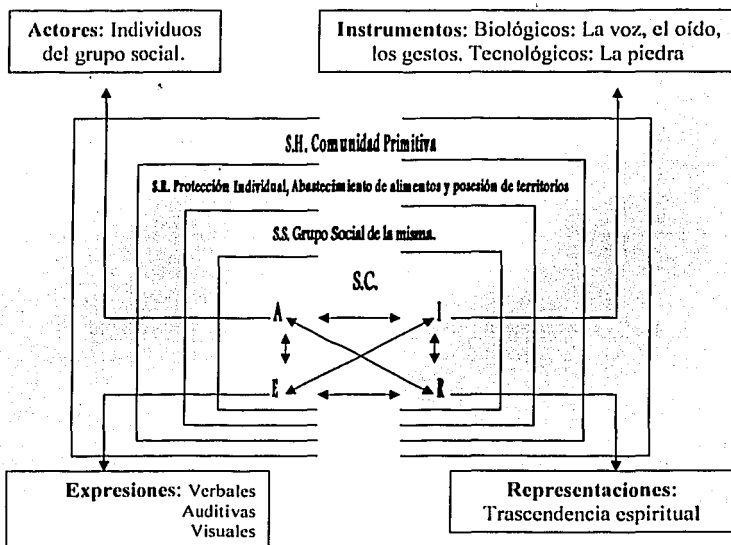 Actores: Individuos
del grupo social.
Instrumentos: Biológicos: La voz, el oído,
los gestos. Tecnológicos: La piedra
S.H. Comunidad Primitiva
S.R. Protección Individual, Abastecimiento de alimentos y posesión de territorios
S.S. Grupo Social de la misma.
S.C.
A I
E R
Expresiones: Verbales
Auditivas
Visuales
Representaciones:
Trascendencia espiritual